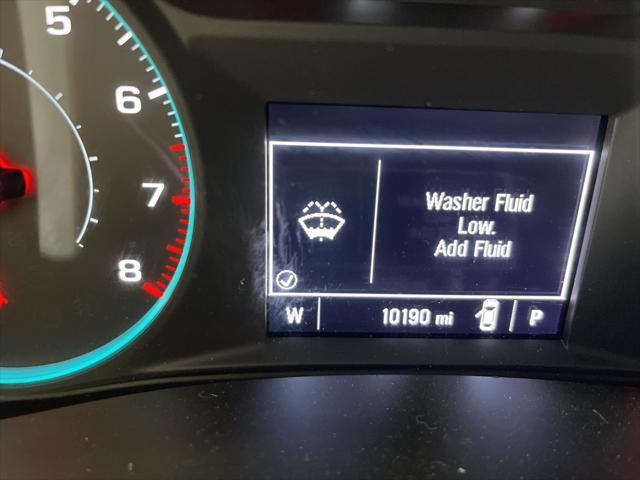 5
6
7
8
Washer Fluid
Low.
Add Fluid
W 10190 mi P